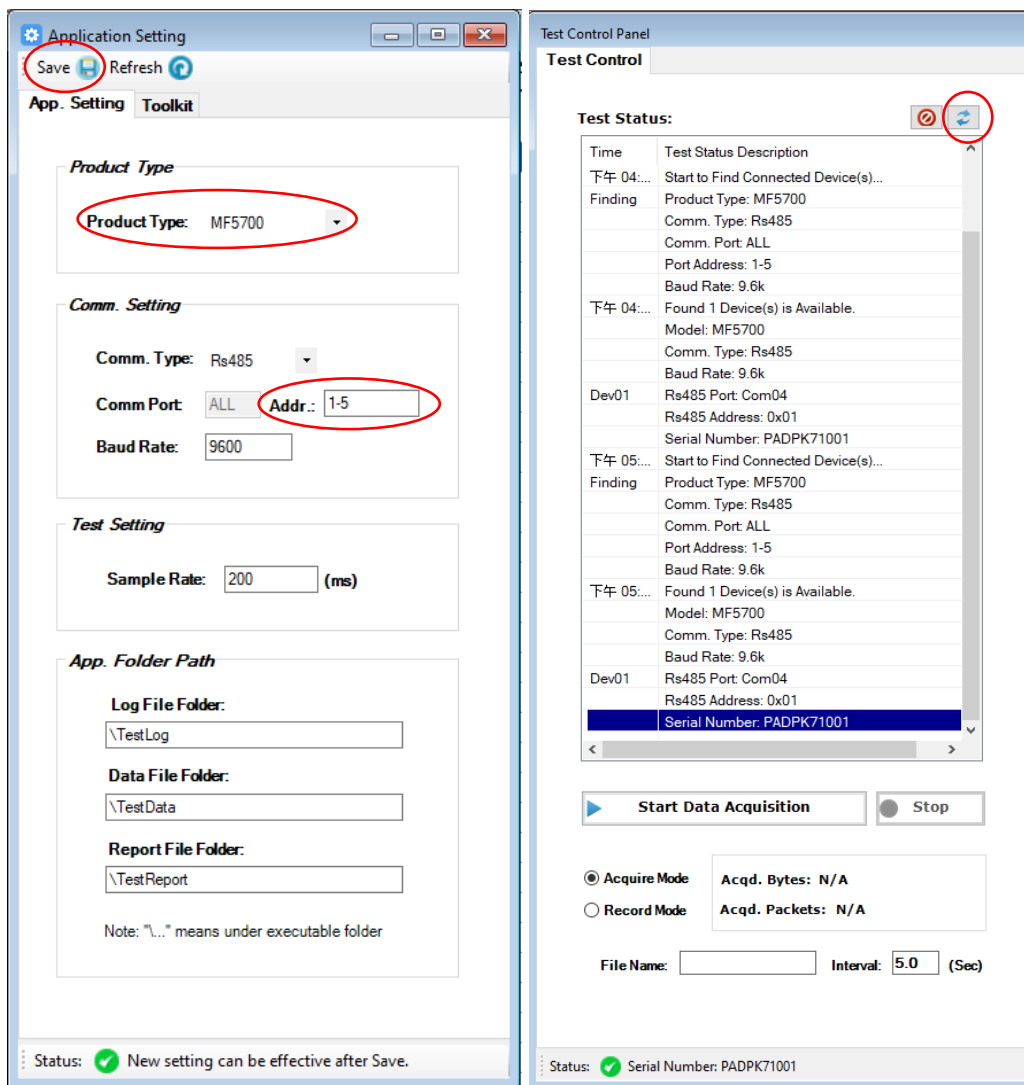 Application Setting
Save Refresh
App. Setting Toolkit
Product Type
Product Type: MF5700
Comm. Setting
Comm. Type: Rs485
Comm Port: ALL Addr.: 1-5
Baud Rate: 9600
Test Setting
Sample Rate: 200 (ms)
App. Folder Path
Log File Folder:
\TestLog
Data File Folder:
\TestData
Report File Folder:
\TestReport
Note: "\..." means under executable folder
Status: New setting can be effective after Save.
Test Control Panel
Test Control
Test Status:
Time Test Status Description
下午 04:... Start to Find Connected Device(s)...
Finding Product Type: MF5700
Comm. Type: Rs485
Comm. Port: ALL
Port Address: 1-5
Baud Rate: 9.6k
下午 04:... Found 1 Device(s) is Available.
Model: MF5700
Comm. Type: Rs485
Baud Rate: 9.6k
Dev01 Rs485 Port: Com04
Rs485 Address: 0x01
Serial Number: PADPK71001
下午 05:... Start to Find Connected Device(s)...
Finding Product Type: MF5700
Comm. Type: Rs485
Comm. Port: ALL
Port Address: 1-5
Baud Rate: 9.6k
下午 05:... Found 1 Device(s) is Available.
Model: MF5700
Comm. Type: Rs485
Baud Rate: 9.6k
Dev01 Rs485 Port: Com04
Rs485 Address: 0x01
Serial Number: PADPK71001
Start Data Acquisition Stop
Acquire Mode Acqd. Bytes: N/A
Record Mode Acqd. Packets: N/A
File Name: Interval: 5.0 (Sec)
Status: Serial Number: PADPK71001